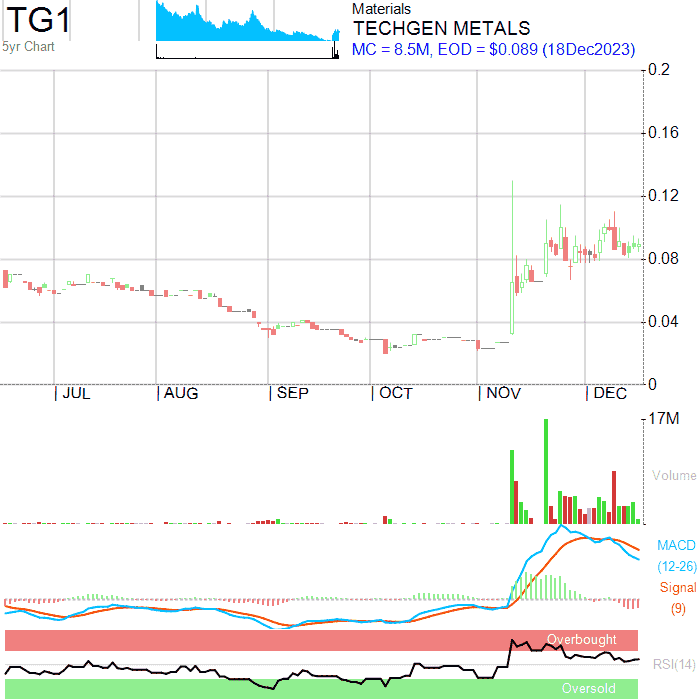 TG1
5yr Chart
Materials
TECHGEN METALS
MC = 8.5M, EOD = $0.089 (18Dec2023)
0.2
0.16
0.12
0.08
0.04
0
JUL AUG SEP OCT NOV DEC
17M
Volume
MACD
(12-26)
Signal
(9)
Overbought
RSI(14)
Oversold